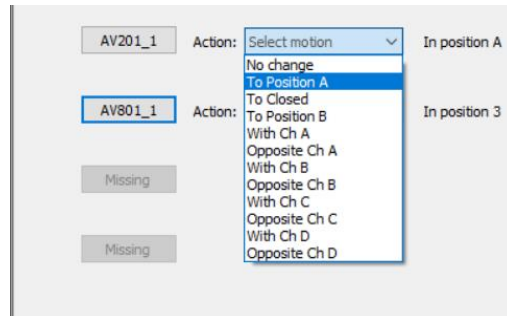 AV201_1 Action: Select motion In position A
No change
To Position A
To Closed
AV801_1 Action: To Position B In position 3
With Ch A
Opposite Ch A
With Ch B
Missing Opposite Ch B
With Ch C
Opposite Ch C
With Ch D
Missing Opposite Ch D